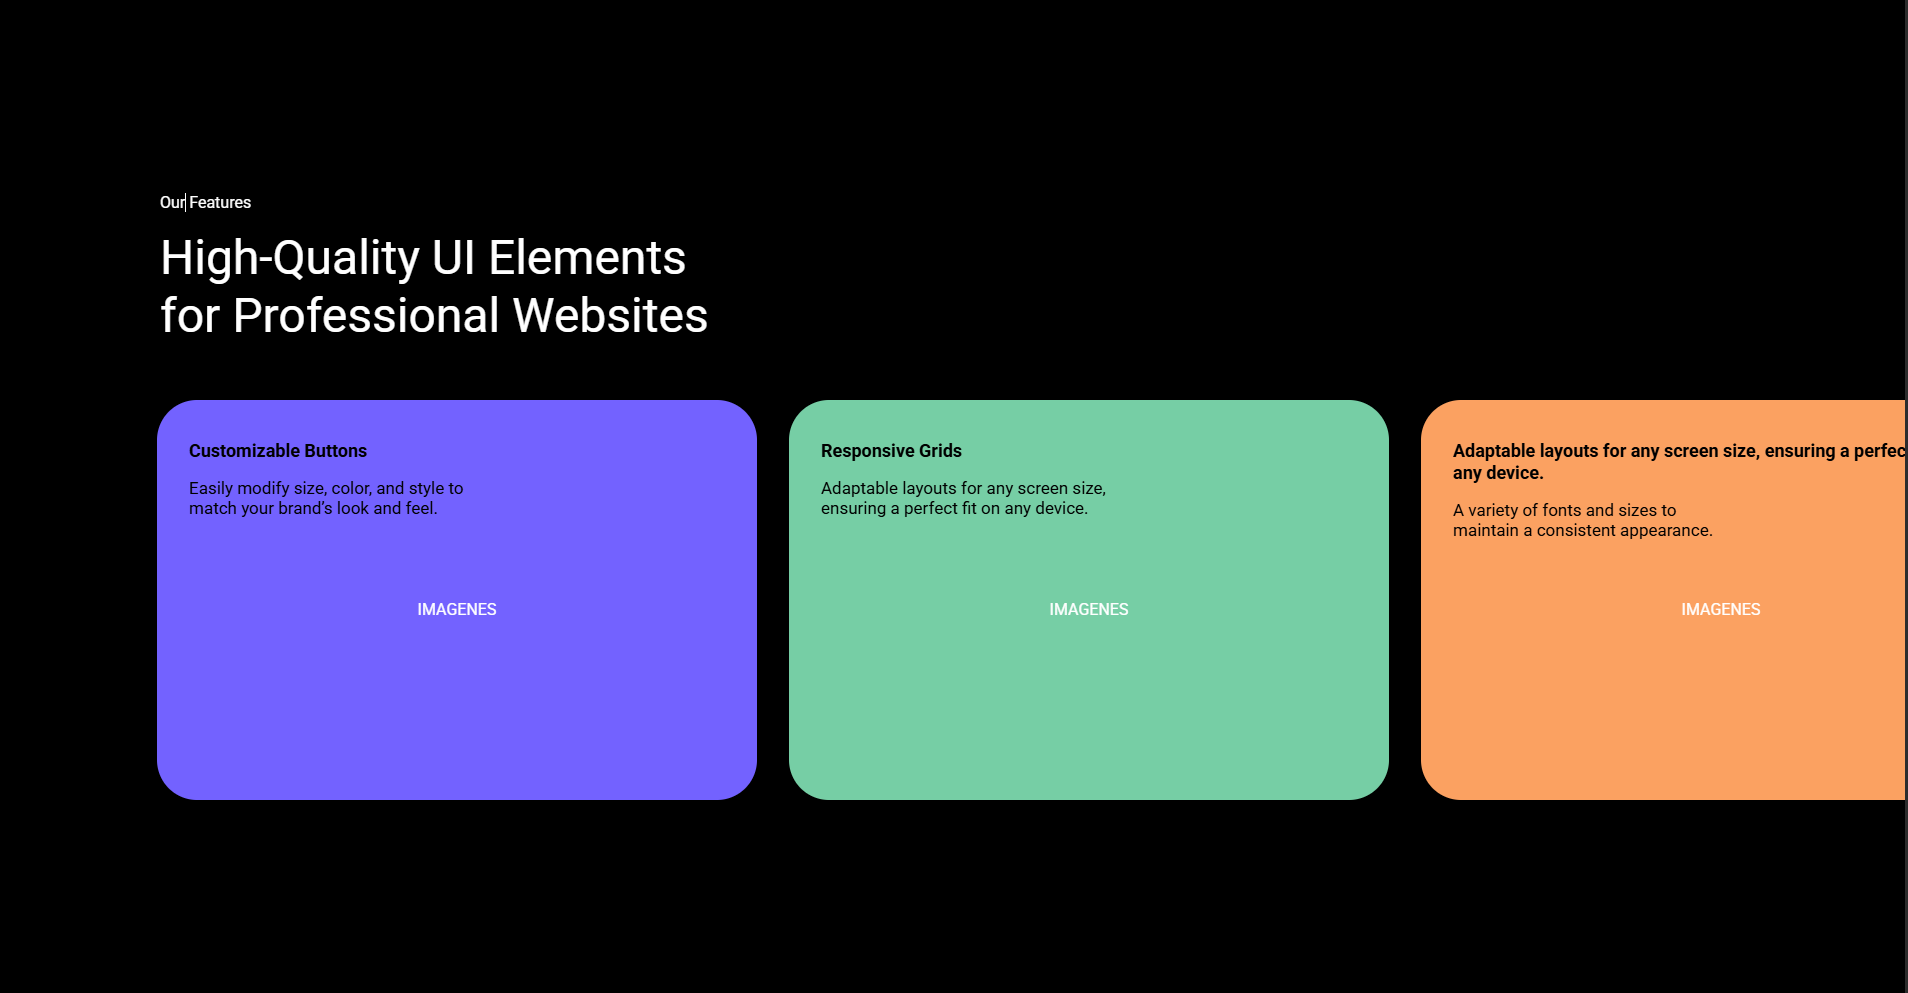 Our Features
High-Quality UI Elements
for Professional Websites
Customizable Buttons
Easily modify size, color, and style to
match your brand’s look and feel.
IMAGENES
Responsive Grids
Adaptable layouts for any screen size,
ensuring a perfect fit on any device.
IMAGENES
Adaptable layouts for any screen size, ensuring a perfec
any device.
A variety of fonts and sizes to
maintain a consistent appearance.
IMAGENES